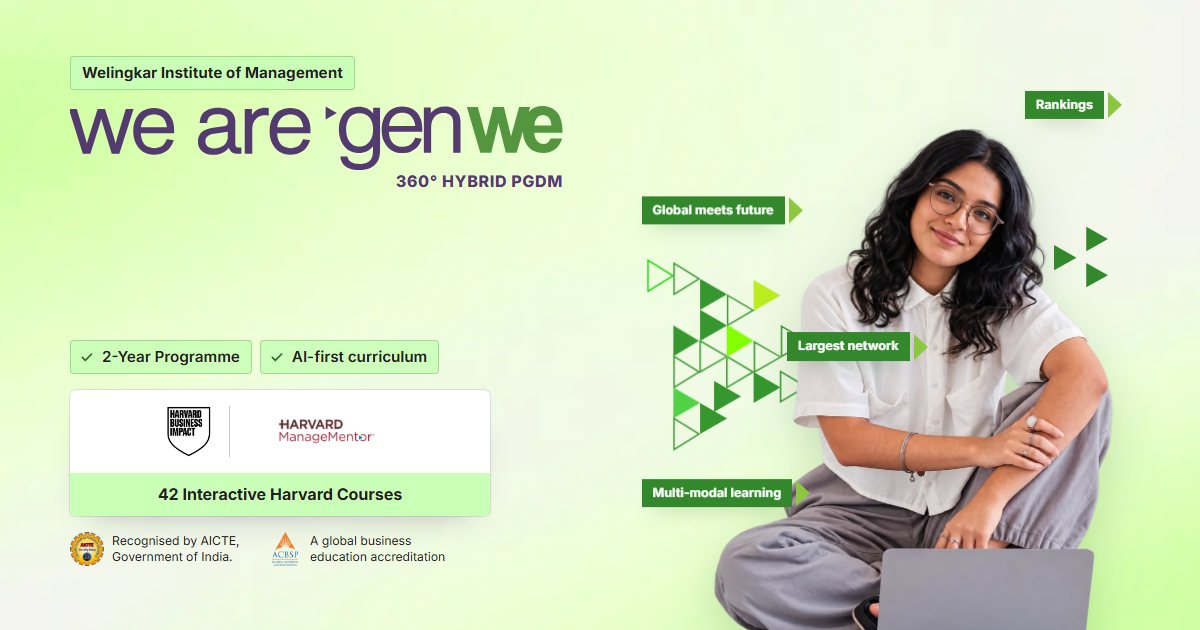 Welingkar Institute of Management
we are genwe
360° HYBRID PGDM
Rankings
Global meets future
Largest network
Multi-modal learning
2-Year Programme
AI-first curriculum
HARVARD
BUSINESS
IMPACT
HARVARD
ManageMentor
42 Interactive Harvard Courses
AICTE
Recognised by AICTE,
Government of India.
ACBSP
A global business
education accreditation